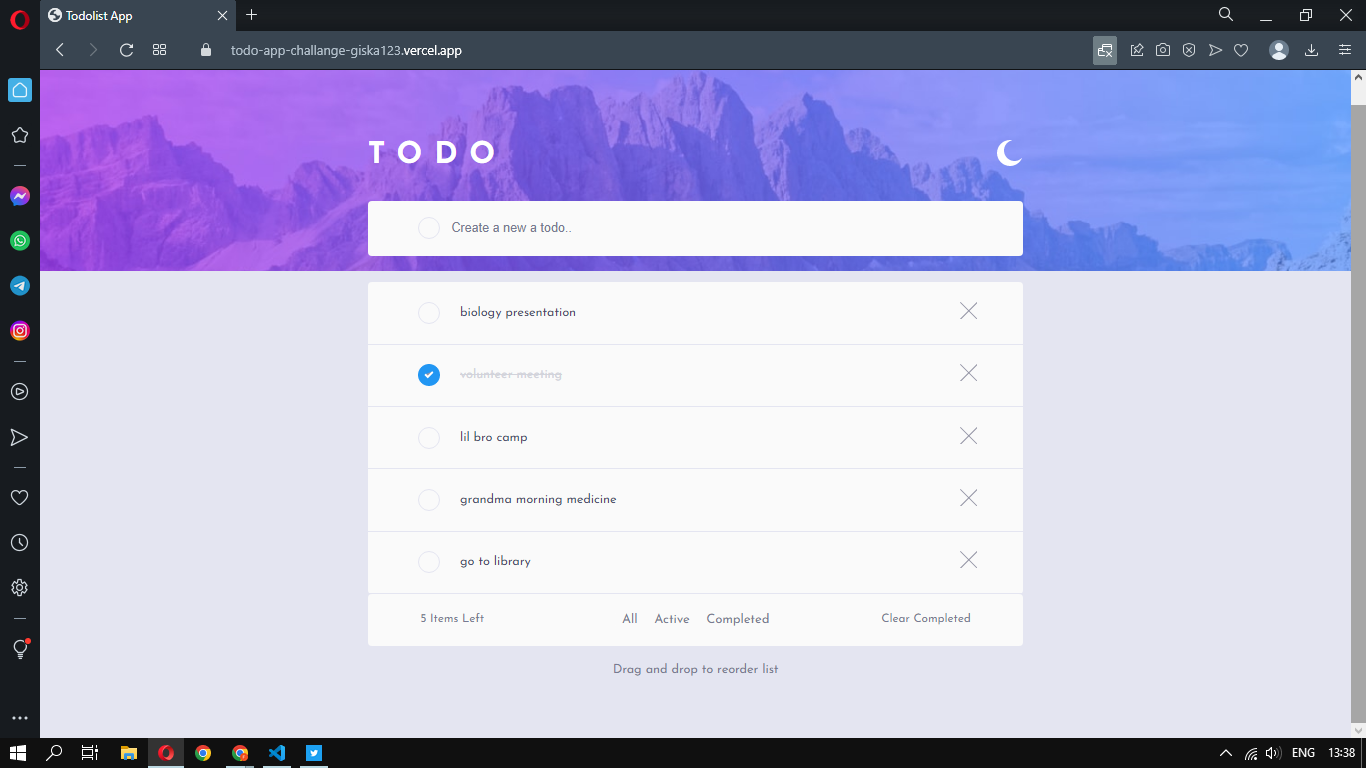 Todolist App
todo-app-challange-giska123.vercel.app
TODO
Create a new a todo..
biology presentation
volunteer meeting
lil bro camp
grandma morning medicine
go to library
5 Items Left All Active Completed Clear Completed
Drag and drop to reorder list
ENG 13:38